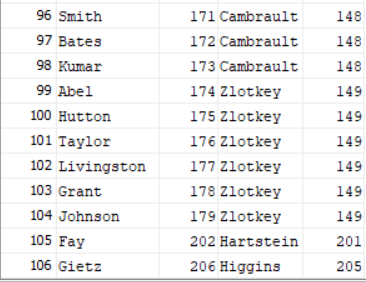 96 Smith 171 Cambrault 148
97 Bates 172 Cambrault 148
98 Kumar 173 Cambrault 148
99 Abel 174 Zlotkey 149
100 Hutton 175 Zlotkey 149
101 Taylor 176 Zlotkey 149
102 Livingston 177 Zlotkey 149
103 Grant 178 Zlotkey 149
104 Johnson 179 Zlotkey 149
105 Fay 202 Hartstein 201
106 Gietz 206 Higgins 205